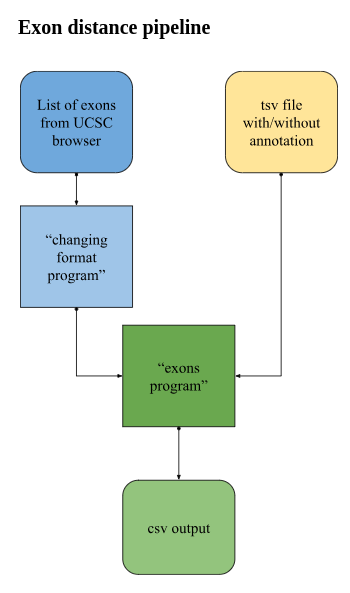 Exon distance pipeline
List of exons
from UCSC
browser
tsv file
with/without
annotation
“changing
format
program”
“exons
program”
csv output